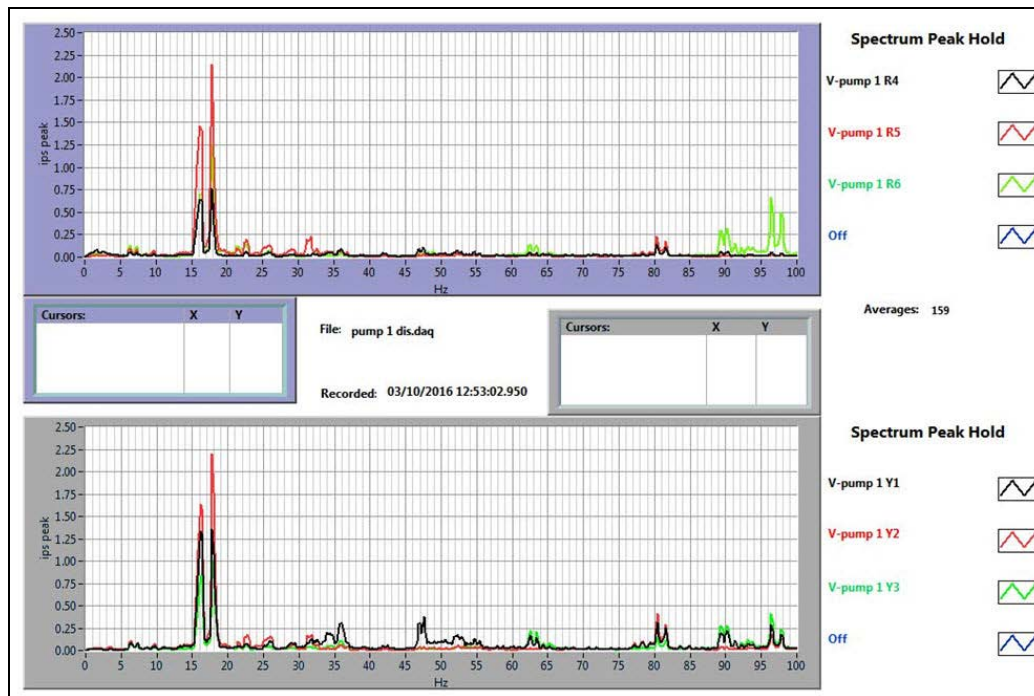 Spectrum Peak Hold
2.50
2.25
2.00
1.75
1.50
1.25
1.00
0.75
0.50
0.25
0.00
ips peak
0 5 10 15 20 25 30 35 40 45 50 55 60 65 70 75 80 85 90 95 100
Hz
V-pump 1 R4
V-pump 1 R5
V-pump 1 R6
Off
Cursors: X Y
File: pump 1 dis.daq
Recorded: 03/10/2016 12:53:02.950
Cursors: X Y
Averages: 159
Spectrum Peak Hold
2.50
2.25
2.00
1.75
1.50
1.25
1.00
0.75
0.50
0.25
0.00
ips peak
0 5 10 15 20 25 30 35 40 45 50 55 60 65 70 75 80 85 90 95 100
Hz
V-pump 1 Y1
V-pump 1 Y2
V-pump 1 Y3
Off